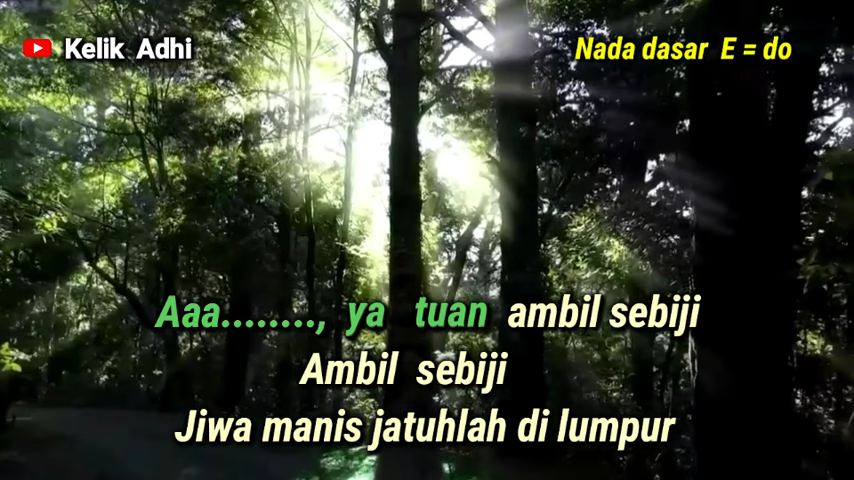 Kelik Adhi
Nada dasar E = do
Aaa........, ya tuan ambil sebiji
Ambil sebiji
Jiwa manis jatuhlah di lumpur